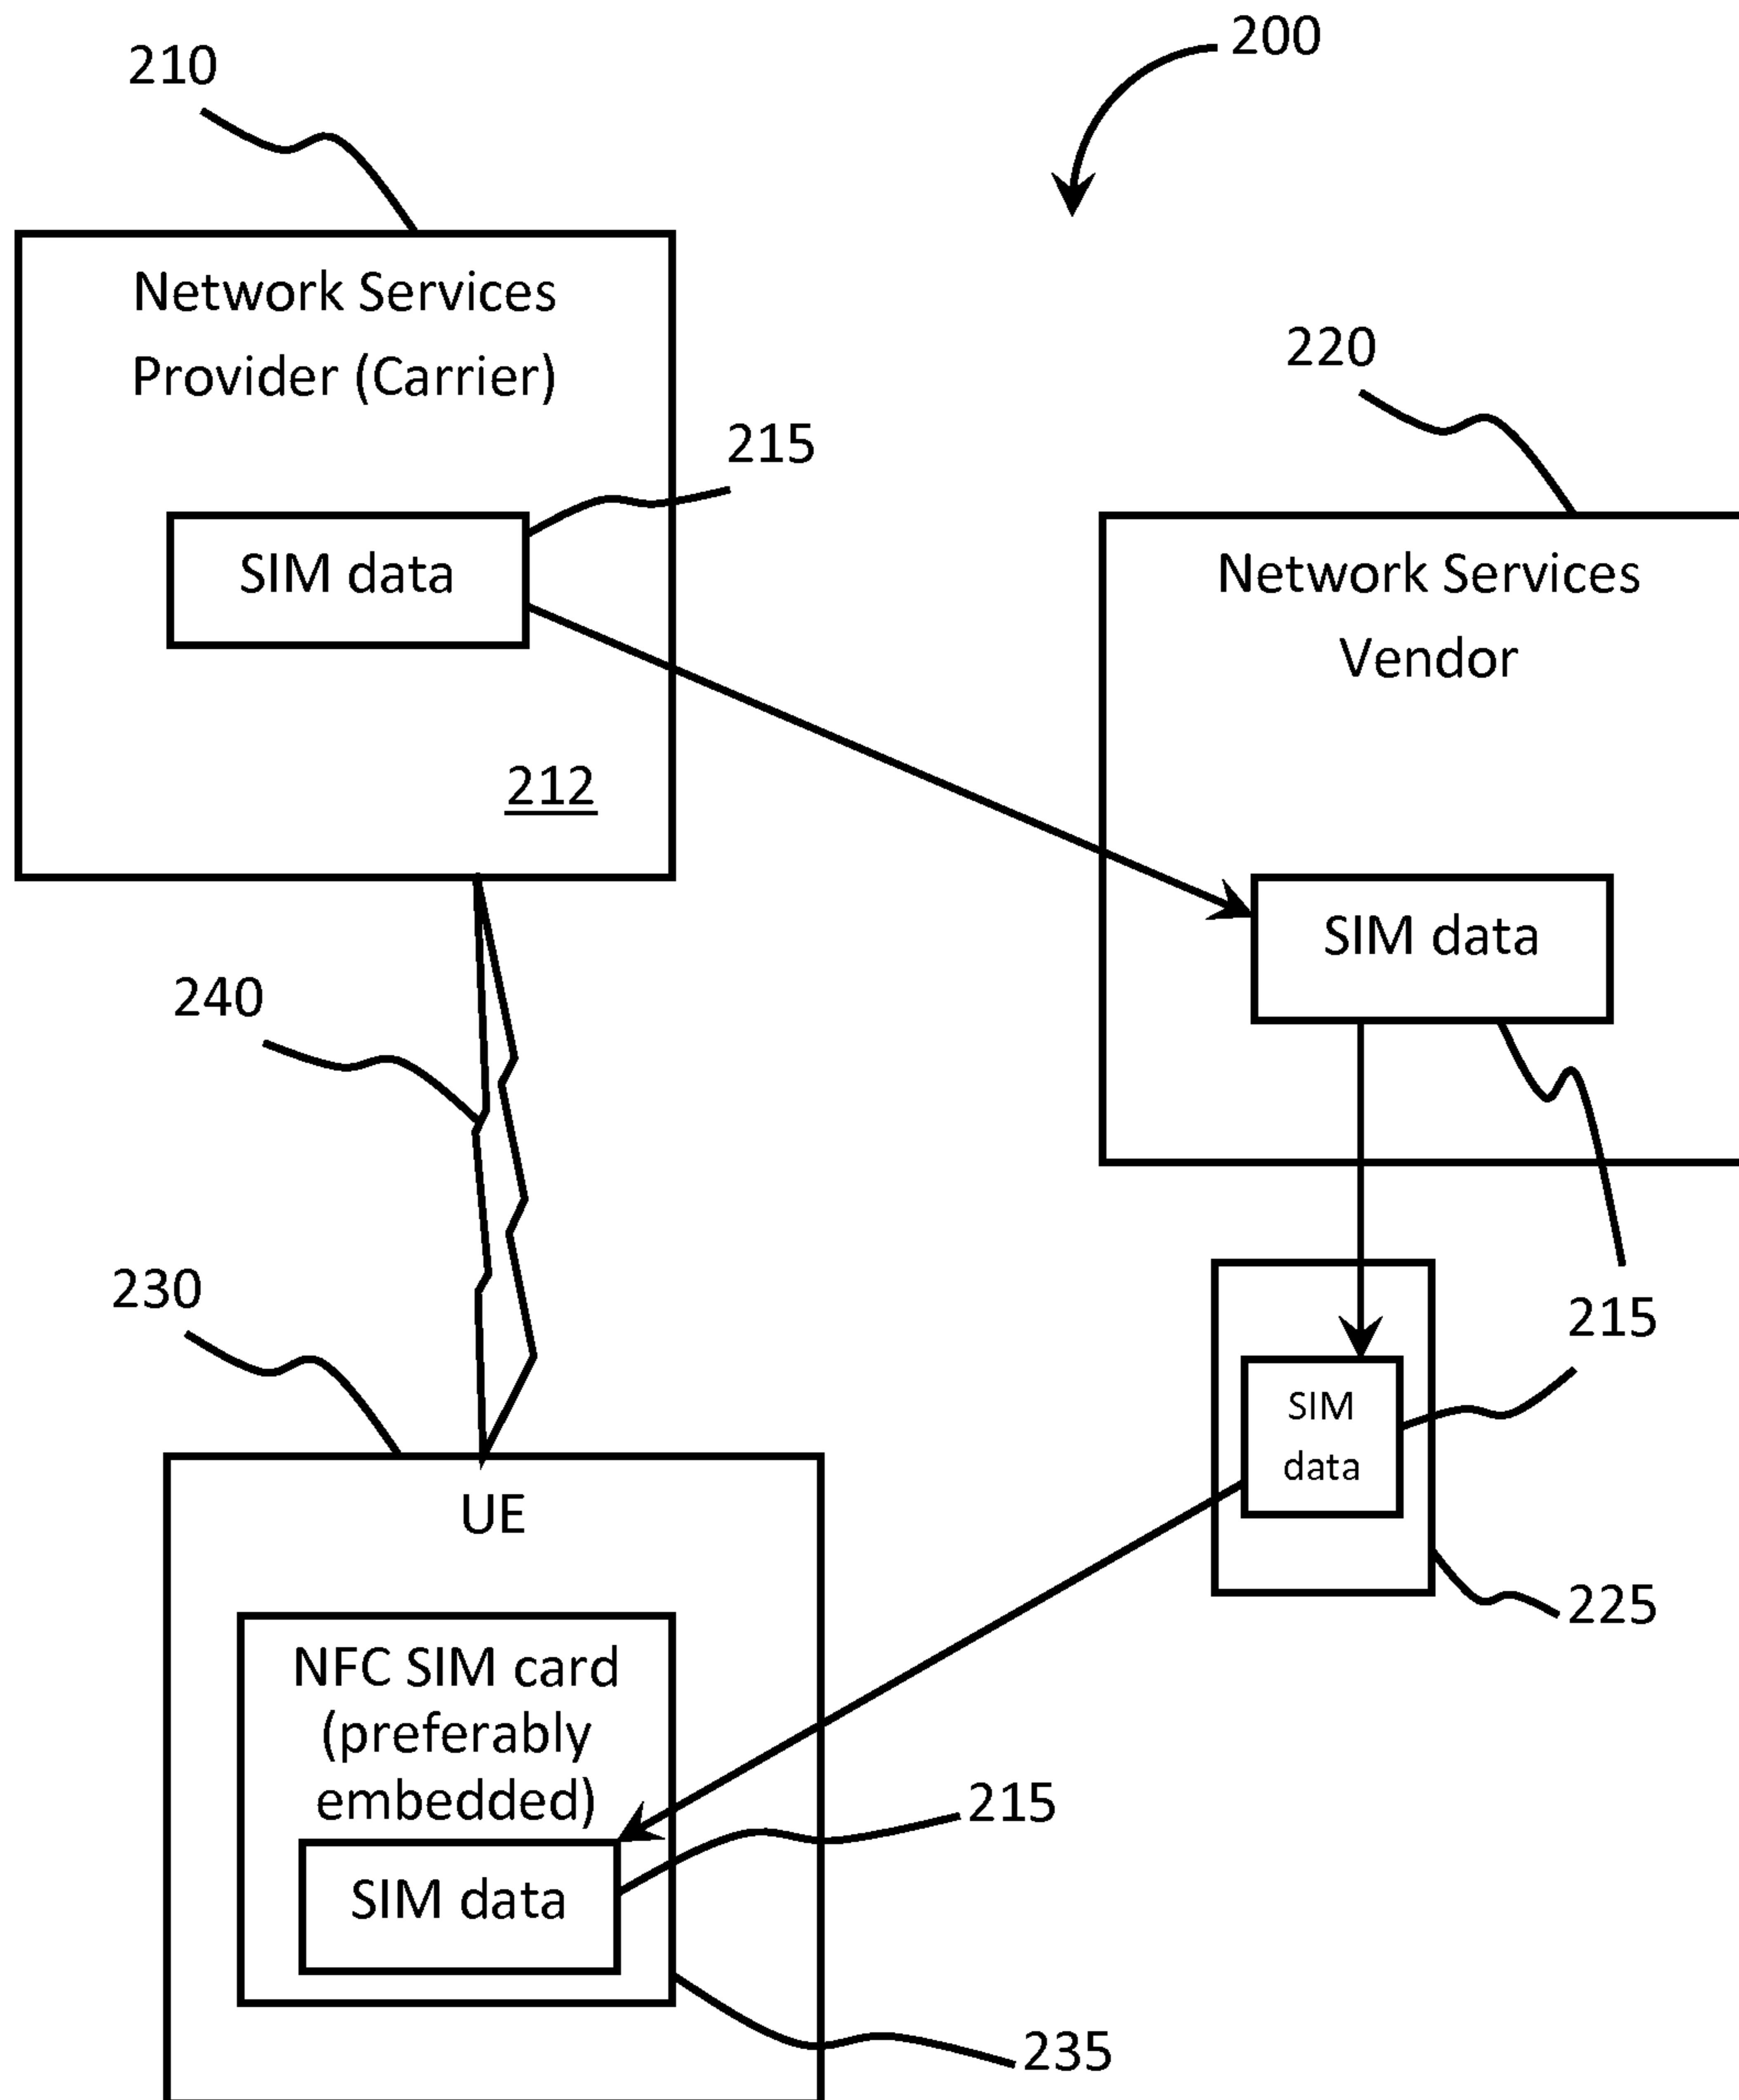 200
210
Network Services
Provider (Carrier)
215
SIM data
212
220
Network Services
Vendor
SIM data
240
215
230
SIM
data
225
UE
NFC SIM card
(preferably
embedded)
SIM data
215
235